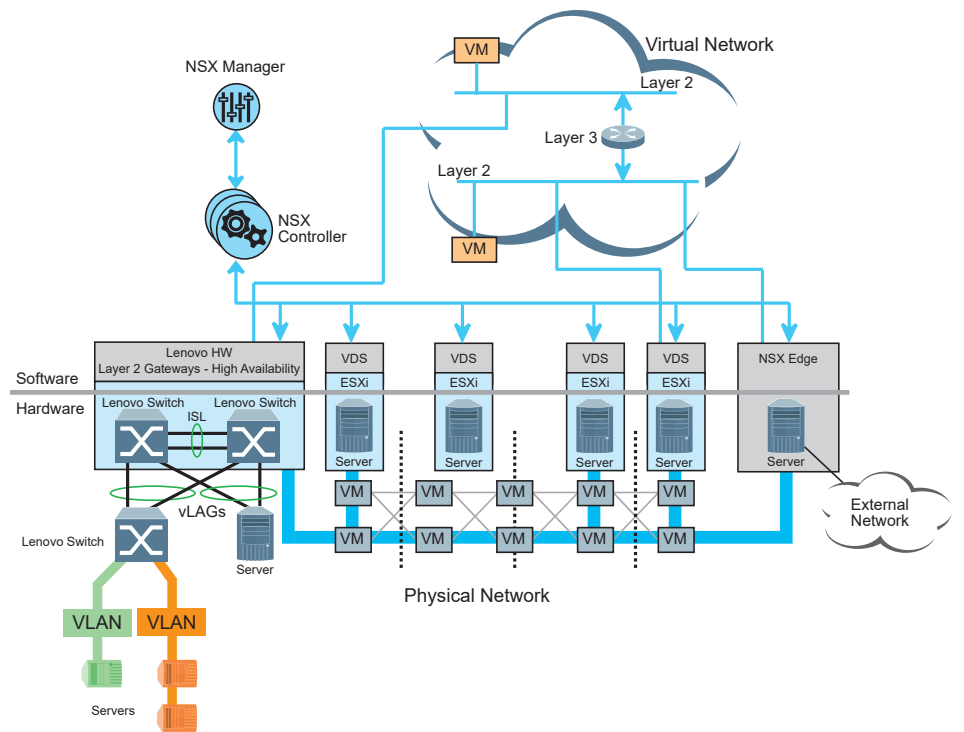 Virtual Network
VM
NSX Manager
Layer 2
Layer 3
Layer 2
NSX
Controller
VM
Lenovo HW
Layer 2 Gateways - High Availability
VDS
VDS
VDS
VDS
NSX Edge
Software
ESXi
ESXi
ESXi
ESXi
Hardware
Lenovo Switch
Lenovo Switch
ISL
Server
Server
Server
Server
Server
VM
VM
VM
VM
VM
vLAGs
External
Network
Lenovo Switch
VM
VM
VM
VM
VM
Server
Physical Network
VLAN
VLAN
Servers